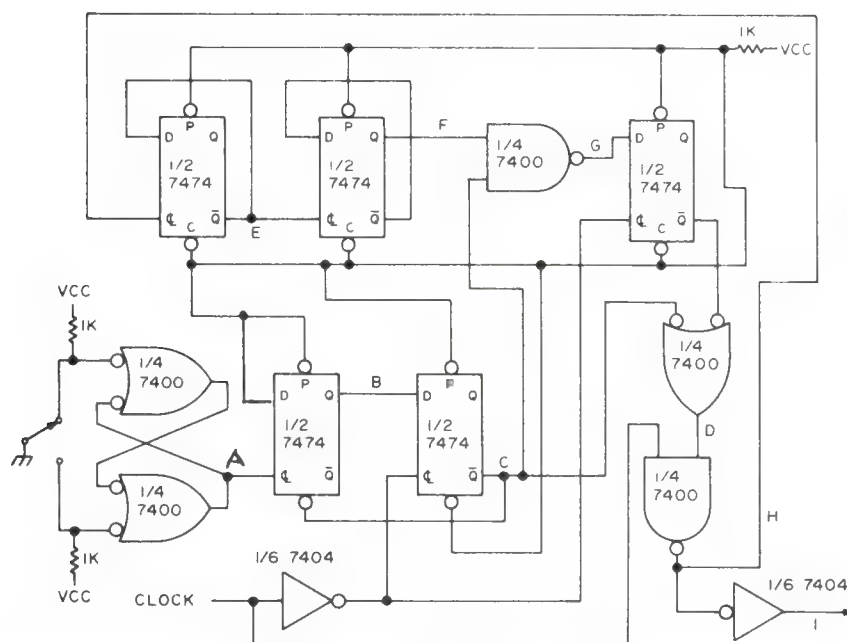 1K
VCC
P
D Q
1/2
7474
℄ Q̅
C
E
P
D Q
1/2
7474
℄ Q̅
C
F
1/4
7400
G
P
D Q
1/2
7474
℄ Q̅
C
VCC
1K
1/4
7400
A
1/4
7400
1K
VCC
P
D Q
1/2
7474
℄ Q̅
B
P
D Q
1/2
7474
℄ Q̅
C
1/4
7400
D
1/4
7400
H
1/6 7404
CLOCK
1/6 7404
I